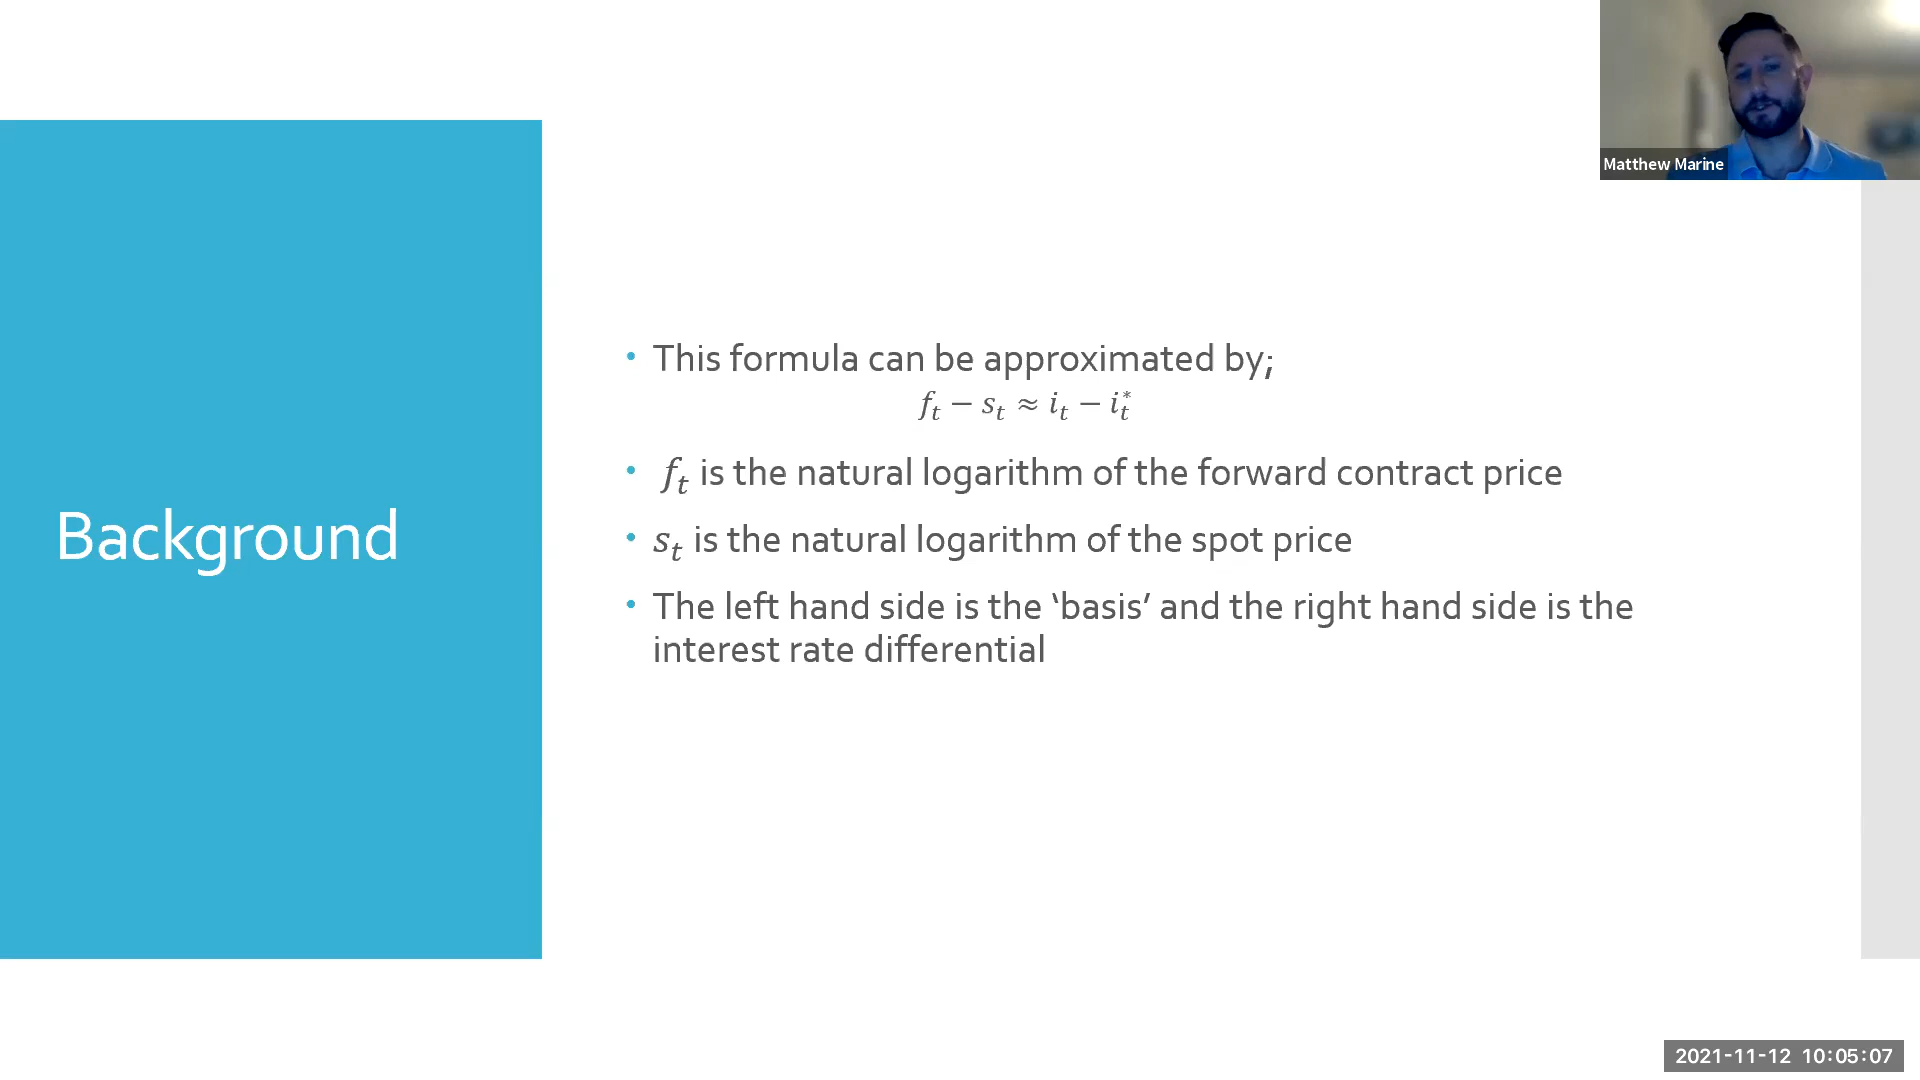 Matthew Marine
Background
• This formula can be approximated by;
fₜ − sₜ ≈ iₜ − iₜ*
• fₜ is the natural logarithm of the forward contract price
• sₜ is the natural logarithm of the spot price
• The left hand side is the ‘basis’ and the right hand side is the
interest rate differential
2021-11-12 10:05:07